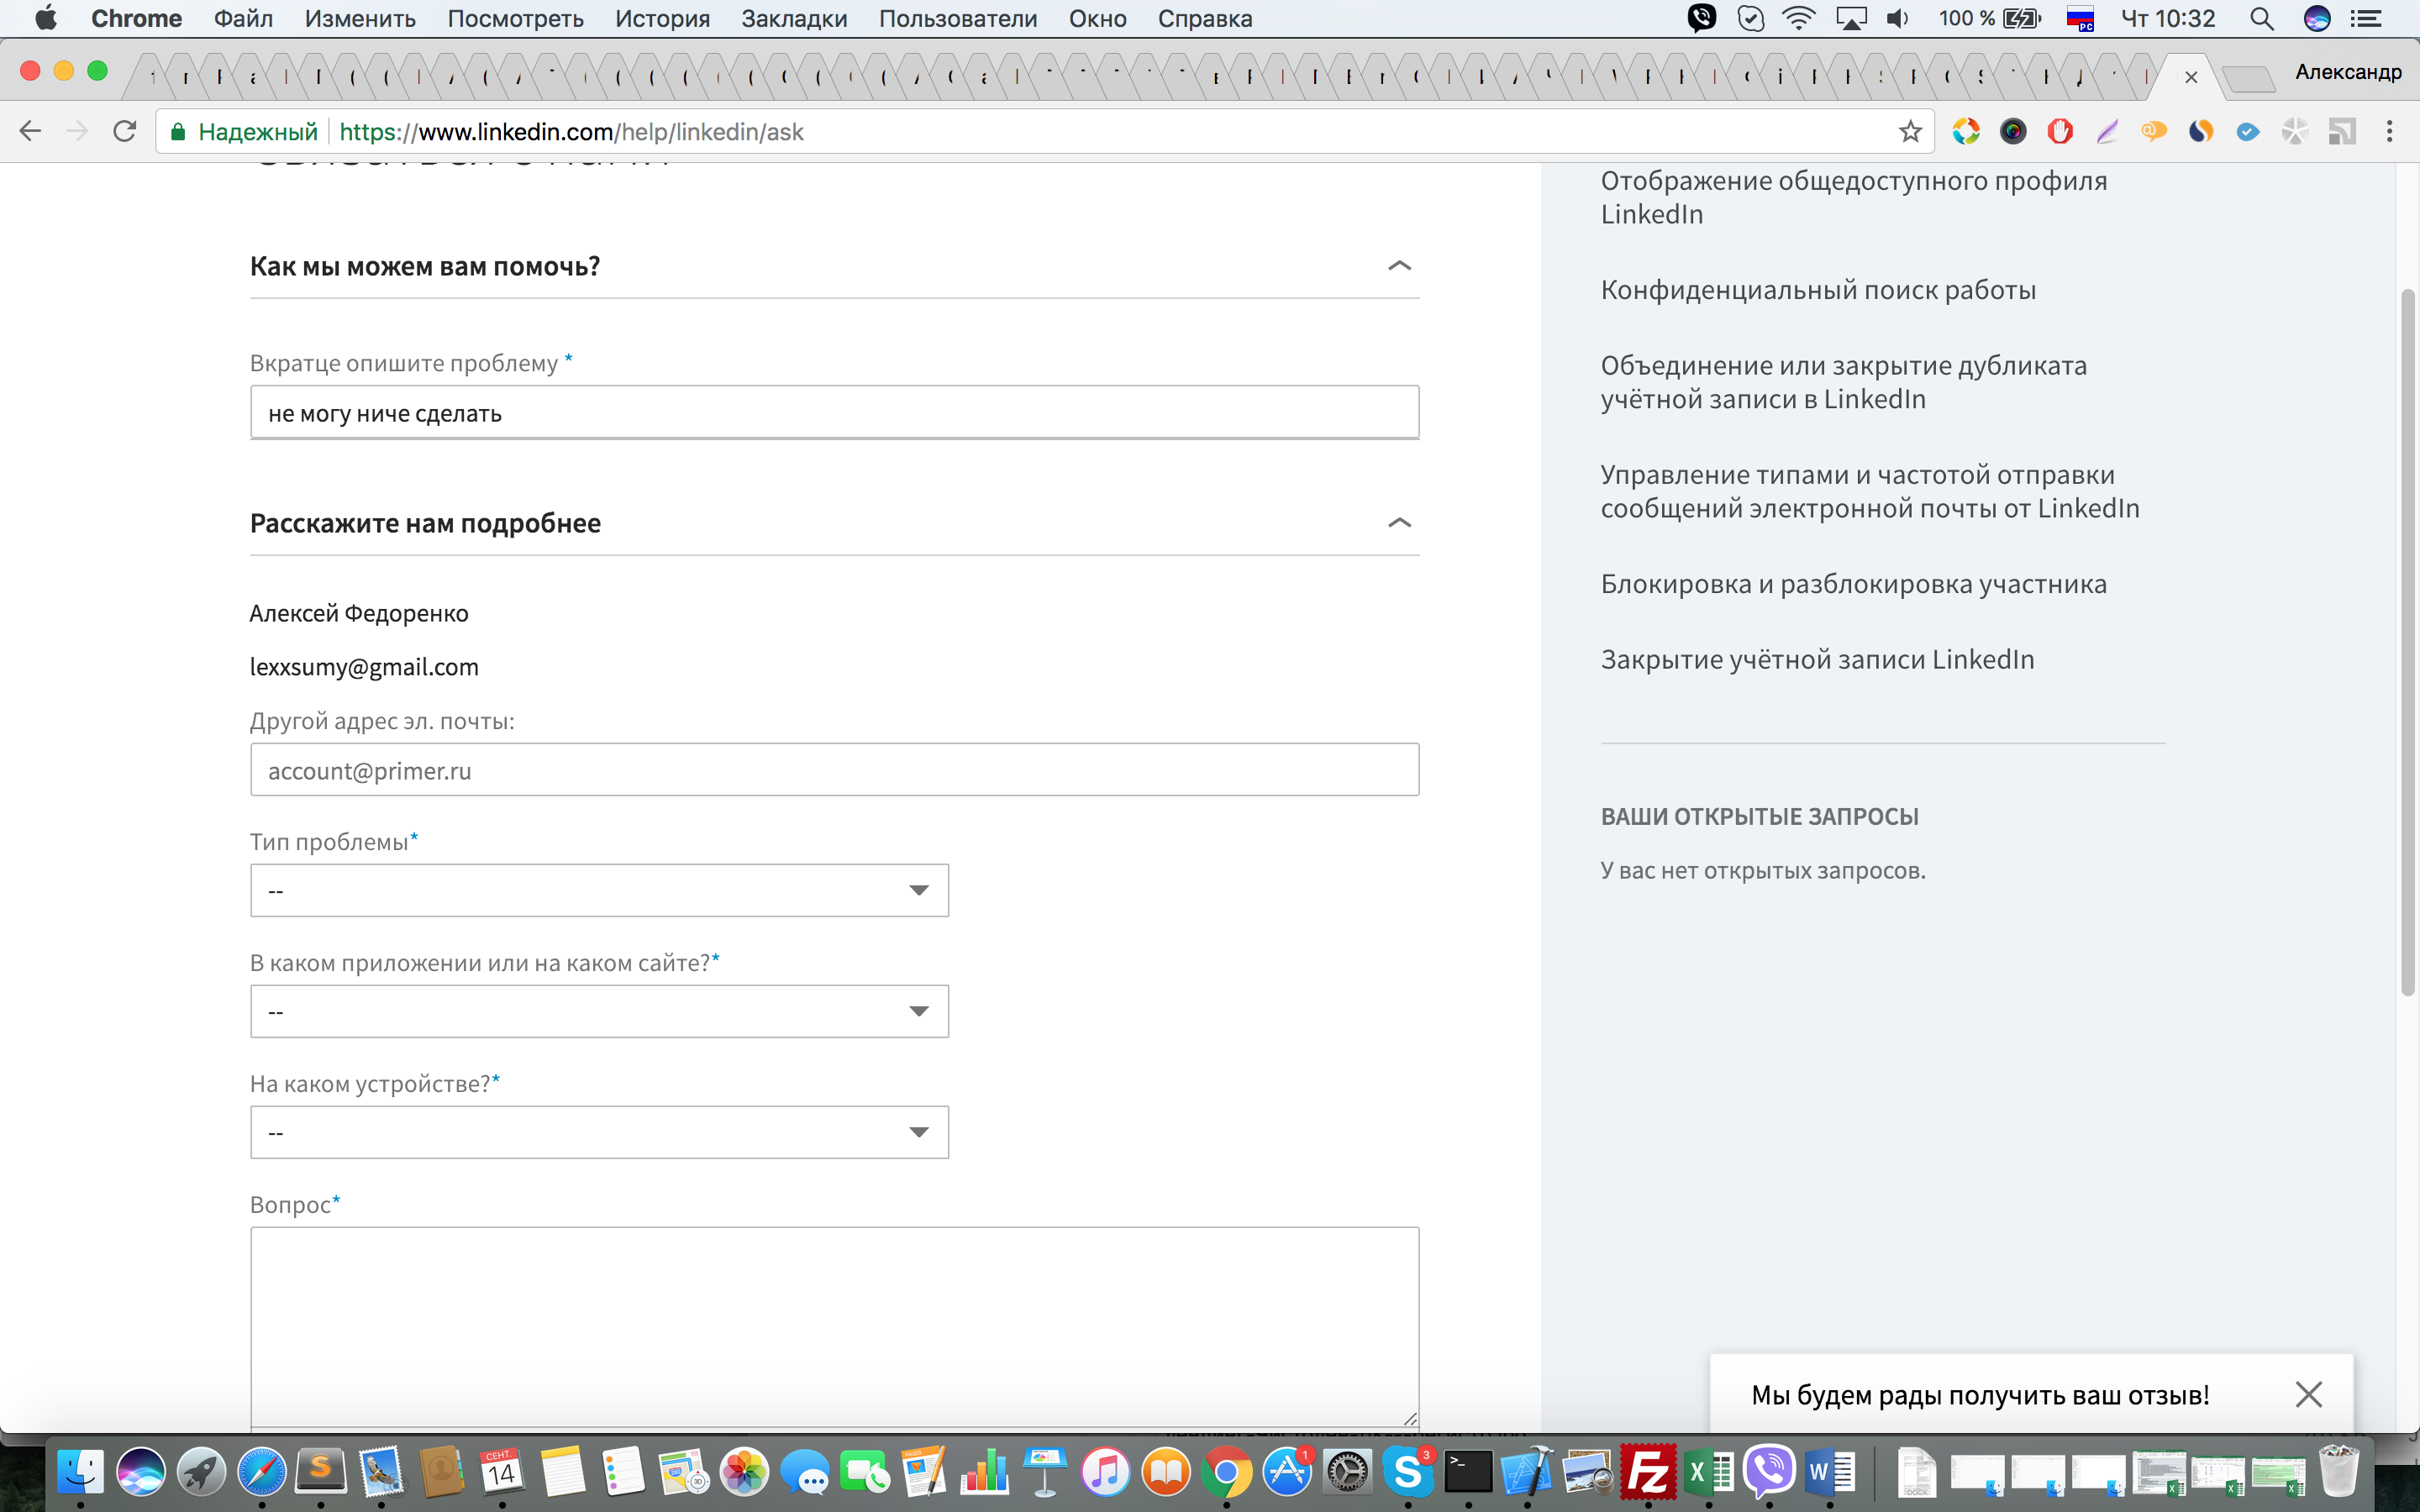 Chrome Файл Изменить Посмотреть История Закладки Пользователи Окно Справка 100 % РС Чт 10:32
Александр
Надежный https://www.linkedin.com/help/linkedin/ask
Как мы можем вам помочь?
Вкратце опишите проблему *
не могу ниче сделать
Расскажите нам подробнее
Алексей Федоренко
lexxsumy@gmail.com
Другой адрес эл. почты:
account@primer.ru
Тип проблемы*
--
В каком приложении или на каком сайте?*
--
На каком устройстве?*
--
Вопрос*
Отображение общедоступного профиля
LinkedIn
Конфиденциальный поиск работы
Объединение или закрытие дубликата
учётной записи в LinkedIn
Управление типами и частотой отправки
сообщений электронной почты от LinkedIn
Блокировка и разблокировка участника
Закрытие учётной записи LinkedIn
ВАШИ ОТКРЫТЫЕ ЗАПРОСЫ
У вас нет открытых запросов.
Мы будем рады получить ваш отзыв!
СЕНТ.
14
1
3